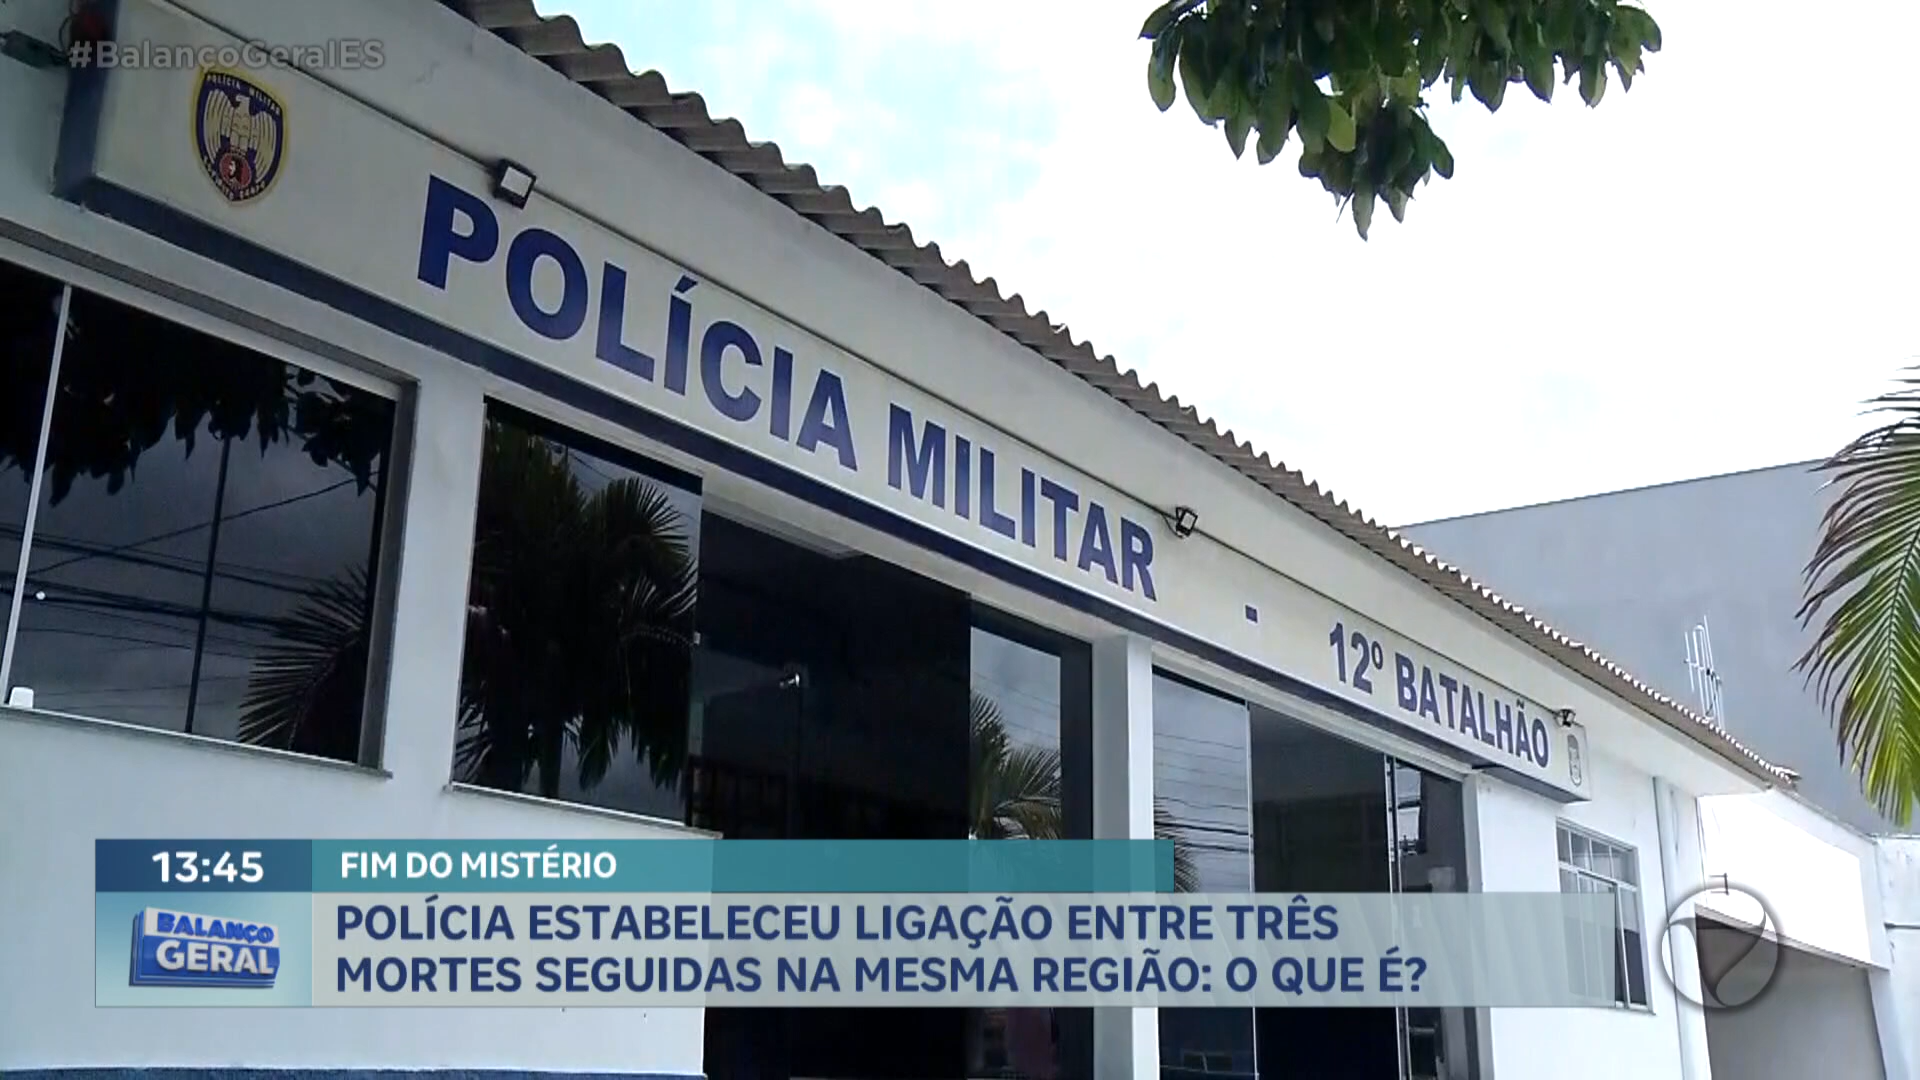 #BalançoGeralES
POLÍCIA MILITAR
POLÍCIA MILITAR - 12º BATALHÃO
13:45
FIM DO MISTÉRIO
BALANÇO
GERAL
POLÍCIA ESTABELECEU LIGAÇÃO ENTRE TRÊS
MORTES SEGUIDAS NA MESMA REGIÃO: O QUE É?